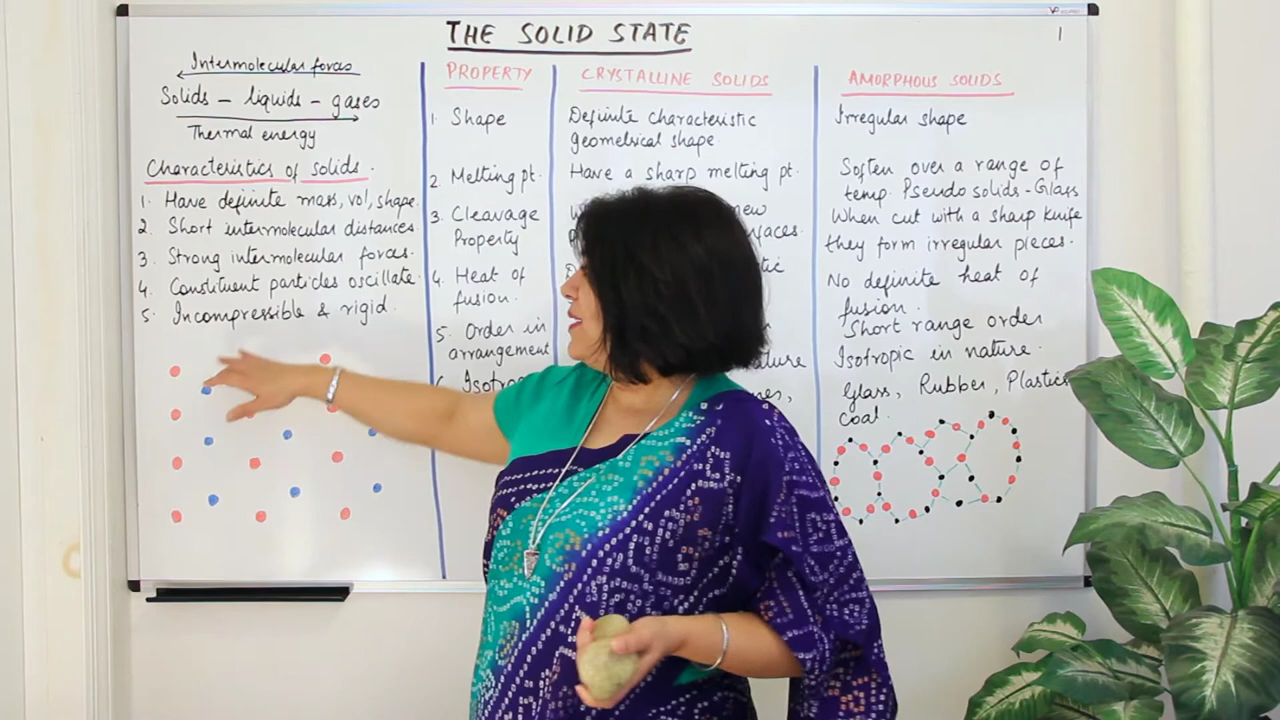 THE SOLID STATE
1
Intermolecular forces
Solids - liquids - gases
Thermal energy
Characteristics of solids.
1. Have definite mass, vol, shape.
2. Short intermolecular distances.
3. Strong intermolecular forces.
4. Constituent particles oscillate.
5. Incompressible & rigid.
PROPERTY
1. Shape
2. Melting pt.
3. Cleavage
Property
4. Heat of
fusion.
5. Order in
arrangement
CRYSTALLINE SOLIDS
Definite characteristic
geometrical shape.
Have a sharp melting pt.
AMORPHOUS SOLIDS
Irregular shape
Soften over a range of
temp. Pseudo solids - Glass
When cut with a sharp knife
they form irregular pieces.
No definite heat of
fusion.
Short range order
Isotropic in nature.
Glass, Rubber, Plastics
coal.